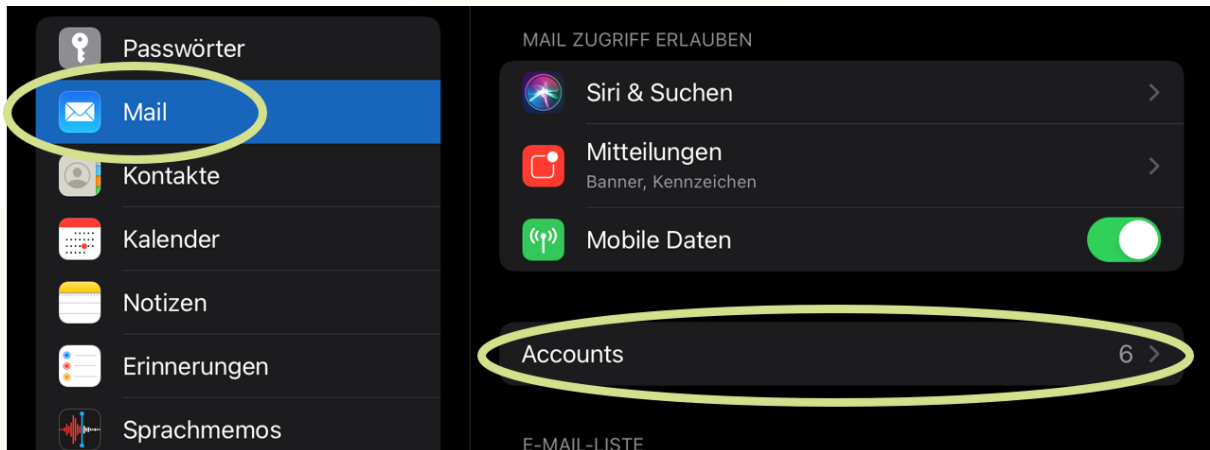 Passwörter
Mail
Kontakte
Kalender
Notizen
Erinnerungen
Sprachmemos
MAIL ZUGRIFF ERLAUBEN
Siri & Suchen
Mitteilungen
Banner, Kennzeichen
Mobile Daten
Accounts 6
E-MAIL-LISTE